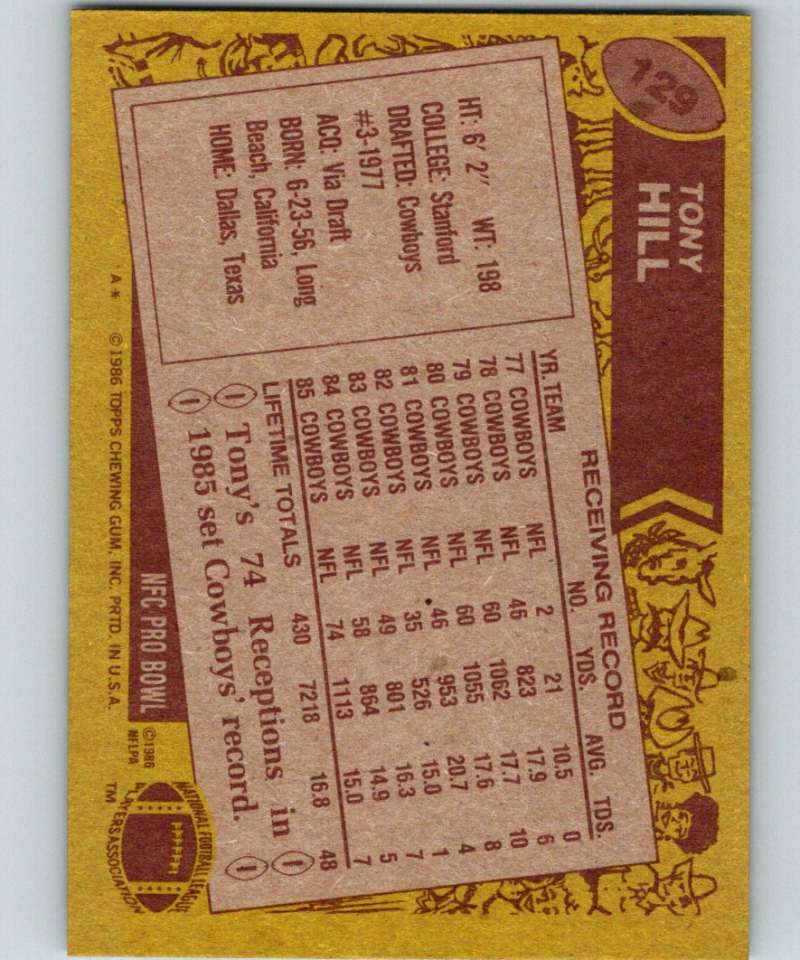 129
TONY
HILL
HT: 6' 2" WT: 198
COLLEGE: Stanford
DRAFTED: Cowboys
#3-1977
ACQ: Via Draft
BORN: 6-23-56, Long
Beach, California
HOME: Dallas, Texas
RECEIVING RECORD
YR. TEAM NO. YDS. AVG. TDS.
77 COWBOYS NFL 2 21 10.5 0
78 COWBOYS NFL 46 823 17.9 6
79 COWBOYS NFL 60 1062 17.7 10
80 COWBOYS NFL 60 1055 17.6 8
81 COWBOYS NFL 46 953 20.7 4
82 COWBOYS NFL 35 526 15.0 1
83 COWBOYS NFL 49 801 16.3 7
84 COWBOYS NFL 58 864 14.9 5
85 COWBOYS NFL 74 1113 15.0 7
LIFETIME TOTALS 430 7218 16.8 48
Tony's 74 Receptions in
1985 set Cowboys' record.
NFC PRO BOWL
©1986
NFLPA
NATIONAL FOOTBALL LEAGUE
PLAYERS ASSOCIATION
TM
A* ©1986 TOPPS CHEWING GUM, INC. PRTD. IN U.S.A.